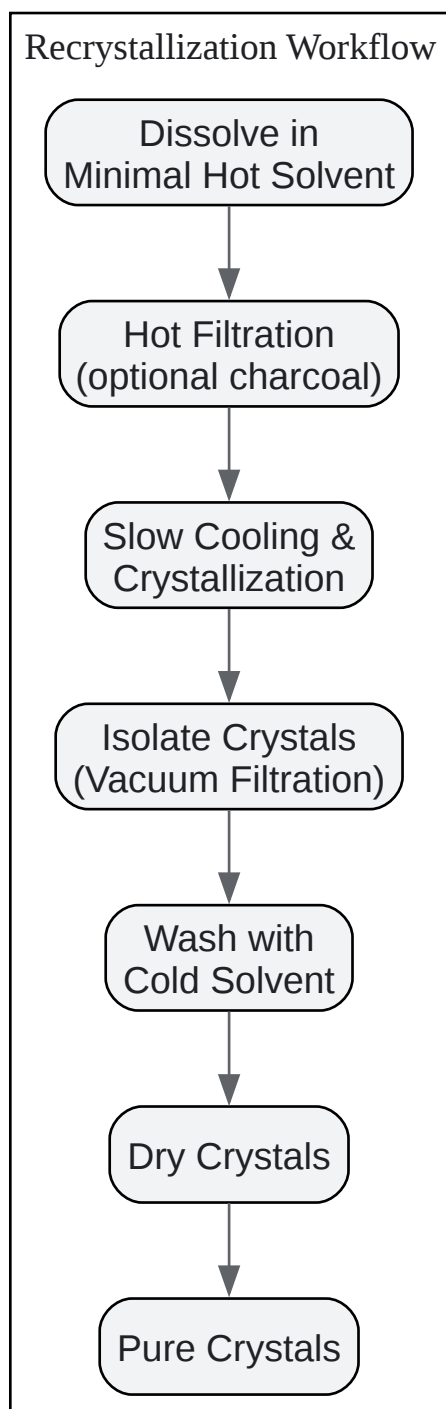 Recrystallization Workflow
Dissolve in
Minimal Hot Solvent
Hot Filtration
(optional charcoal)
Slow Cooling &
Crystallization
Isolate Crystals
(Vacuum Filtration)
Wash with
Cold Solvent
Dry Crystals
Pure Crystals